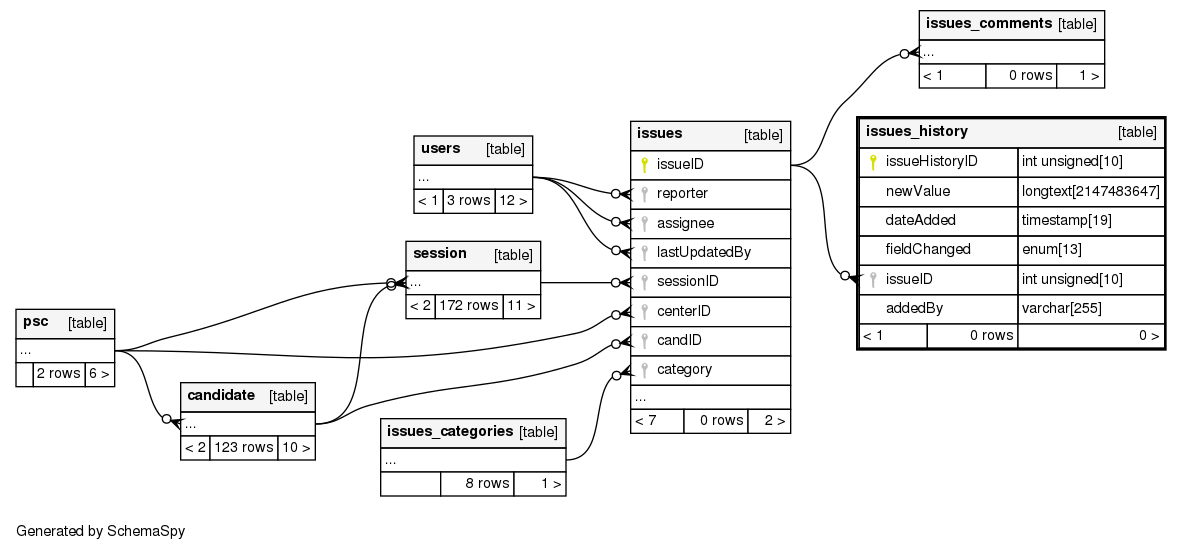 issues_comments [table]
...
< 1 0 rows 1 >
issues_history [table]
issueHistoryID int unsigned[10]
newValue longtext[2147483647]
dateAdded timestamp[19]
fieldChanged enum[13]
issueID int unsigned[10]
addedBy varchar[255]
< 1 0 rows 0 >
issues [table]
issueID
reporter
assignee
lastUpdatedBy
sessionID
centerID
candID
category
...
< 7 0 rows 2 >
users [table]
...
< 1 3 rows 12 >
session [table]
...
< 2 172 rows 11 >
psc [table]
...
2 rows 6 >
candidate [table]
...
< 2 123 rows 10 >
issues_categories [table]
...
8 rows 1 >
Generated by SchemaSpy